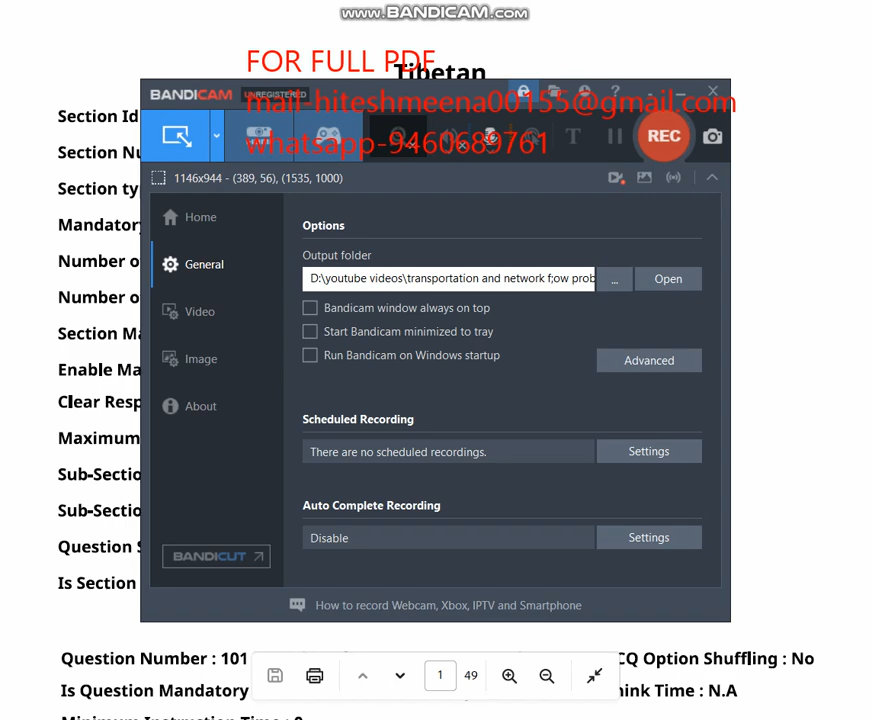 www.BANDICAM.com
FOR FULL PDF
Tibetan
BANDICAM UNREGISTERED
mail-hiteshmeena00155@gmail.com
Section Id
whatsapp-9460689761
REC
Section Nu
1146x944 - (389, 56), (1535, 1000)
Section ty
Mandatory
Number o
Number o
Section Ma
Enable Ma
Clear Resp
Maximum
Sub-Sectio
Sub-Sectio
Question S
Is Section
Home
General
Video
Image
About
BANDICUT
Options
Output folder
D:\youtube videos\transportation and network f;ow prob
...
Open
Bandicam window always on top
Start Bandicam minimized to tray
Run Bandicam on Windows startup
Advanced
Scheduled Recording
There are no scheduled recordings.
Settings
Auto Complete Recording
Disable
Settings
How to record Webcam, Xbox, IPTV and Smartphone
Question Number : 101
CQ Option Shuffling : No
1
49
Is Question Mandatory
hink Time : N.A
Minimum Instruction Time : 0